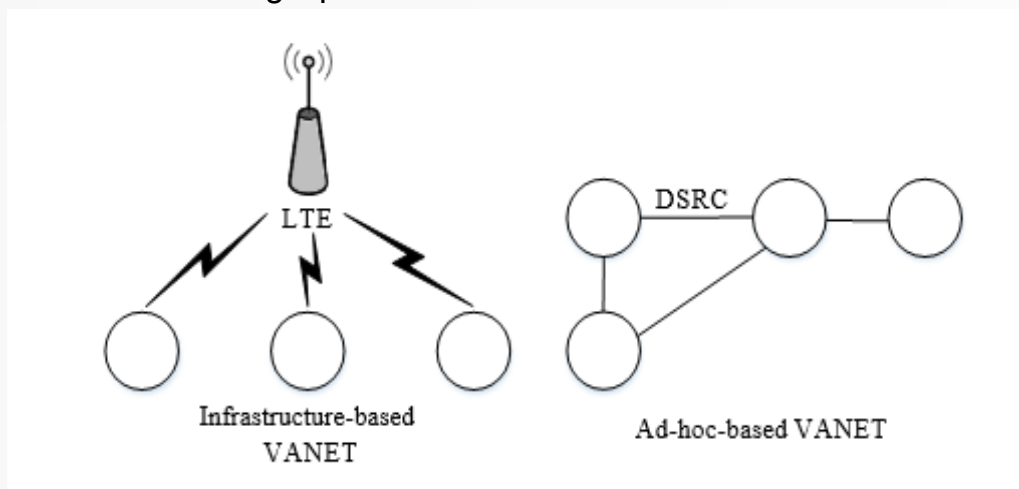 LTE
DSRC
Infrastructure-based
VANET
Ad-hoc-based VANET